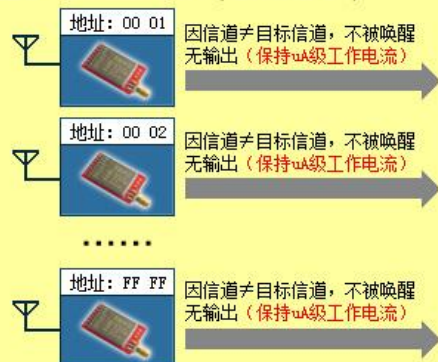 地址：00 01
因信道≠目标信道，不被唤醒
无输出（保持uA级工作电流）
地址：00 02
因信道≠目标信道，不被唤醒
无输出（保持uA级工作电流）
······
地址：FF FF
因信道≠目标信道，不被唤醒
无输出（保持uA级工作电流）